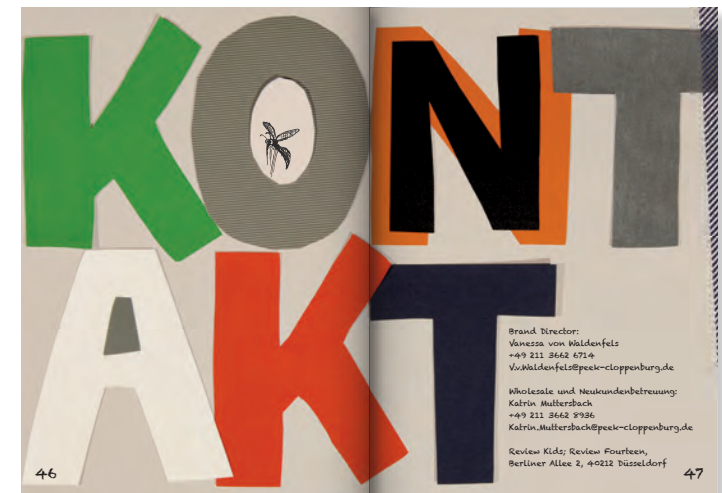 KONT
AKT
Brand Director:
Vanessa von Waldenfels
+49 211 3662 6714
V.v.Waldenfels@peek-cloppenburg.de
Wholesale und Neukundenbetreuung:
Katrin Muttersbach
+49 211 3662 8936
Katrin.Muttersbach@peek-cloppenburg.de
Review Kids; Review Fourteen,
Berliner Allee 2, 40212 Düsseldorf
46
47